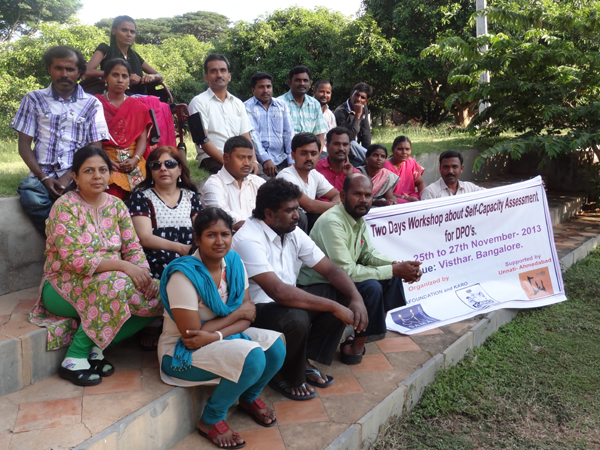 Two Days Workshop about Self-Capacity Assessment
for DPO's.
25th to 27th November- 2013
ue: Visthar. Bangalore.
Organized by
Supported by
FOUNDATION and KARO
Unnati- Ahmedabad